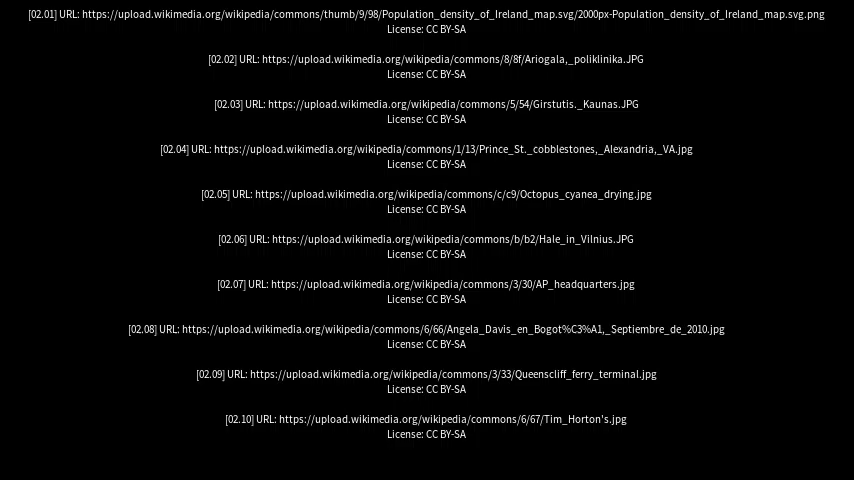 [02.01] URL: https://upload.wikimedia.org/wikipedia/commons/thumb/9/98/Population_density_of_Ireland_map.svg/2000px-Population_density_of_Ireland_map.svg.png
License: CC BY-SA
[02.02] URL: https://upload.wikimedia.org/wikipedia/commons/8/8f/Ariogala,_poliklinika.JPG
License: CC BY-SA
[02.03] URL: https://upload.wikimedia.org/wikipedia/commons/5/54/Girstutis._Kaunas.JPG
License: CC BY-SA
[02.04] URL: https://upload.wikimedia.org/wikipedia/commons/1/13/Prince_St._cobblestones,_Alexandria,_VA.jpg
License: CC BY-SA
[02.05] URL: https://upload.wikimedia.org/wikipedia/commons/c/c9/Octopus_cyanea_drying.jpg
License: CC BY-SA
[02.06] URL: https://upload.wikimedia.org/wikipedia/commons/b/b2/Hale_in_Vilnius.JPG
License: CC BY-SA
[02.07] URL: https://upload.wikimedia.org/wikipedia/commons/3/30/AP_headquarters.jpg
License: CC BY-SA
[02.08] URL: https://upload.wikimedia.org/wikipedia/commons/6/66/Angela_Davis_en_Bogot%C3%A1,_Septiembre_de_2010.jpg
License: CC BY-SA
[02.09] URL: https://upload.wikimedia.org/wikipedia/commons/3/33/Queenscliff_ferry_terminal.jpg
License: CC BY-SA
[02.10] URL: https://upload.wikimedia.org/wikipedia/commons/6/67/Tim_Horton's.jpg
License: CC BY-SA